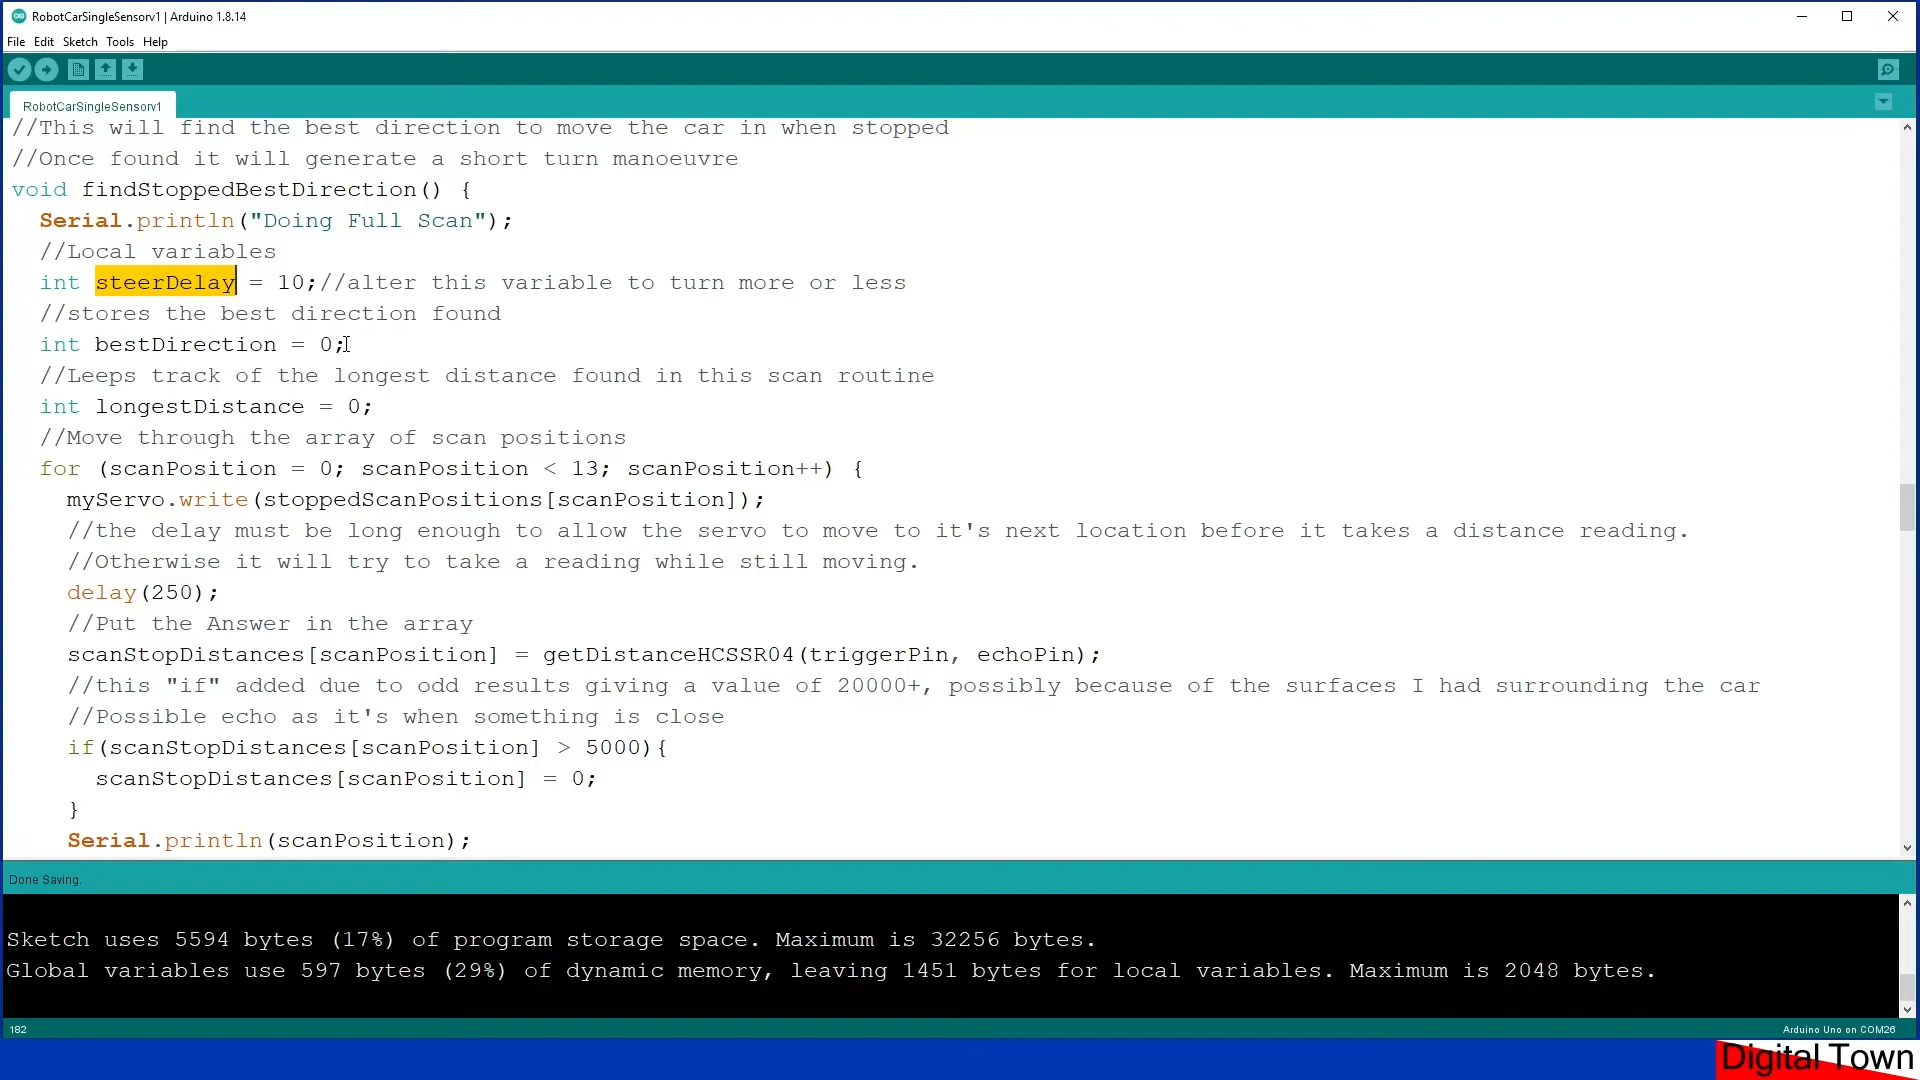 RobotCarSingleSensorv1 | Arduino 1.8.14
File Edit Sketch Tools Help
RobotCarSingleSensorv1
//This will find the best direction to move the car in when stopped
//Once found it will generate a short turn manoeuvre
void findStoppedBestDirection() {
Serial.println("Doing Full Scan");
//Local variables
int steerDelay = 10;//alter this variable to turn more or less
//stores the best direction found
int bestDirection = 0;
//Leeps track of the longest distance found in this scan routine
int longestDistance = 0;
//Move through the array of scan positions
for (scanPosition = 0; scanPosition < 13; scanPosition++) {
myServo.write(stoppedScanPositions[scanPosition]);
//the delay must be long enough to allow the servo to move to it's next location before it takes a distance reading.
//Otherwise it will try to take a reading while still moving.
delay(250);
//Put the Answer in the array
scanStopDistances[scanPosition] = getDistanceHCSSR04(triggerPin, echoPin);
//this "if" added due to odd results giving a value of 20000+, possibly because of the surfaces I had surrounding the car
//Possible echo as it's when something is close
if(scanStopDistances[scanPosition] > 5000){
scanStopDistances[scanPosition] = 0;
}
Serial.println(scanPosition);
Done Saving.
Sketch uses 5594 bytes (17%) of program storage space. Maximum is 32256 bytes.
Global variables use 597 bytes (29%) of dynamic memory, leaving 1451 bytes for local variables. Maximum is 2048 bytes.
182
Arduino Uno on COM26
Digital Town